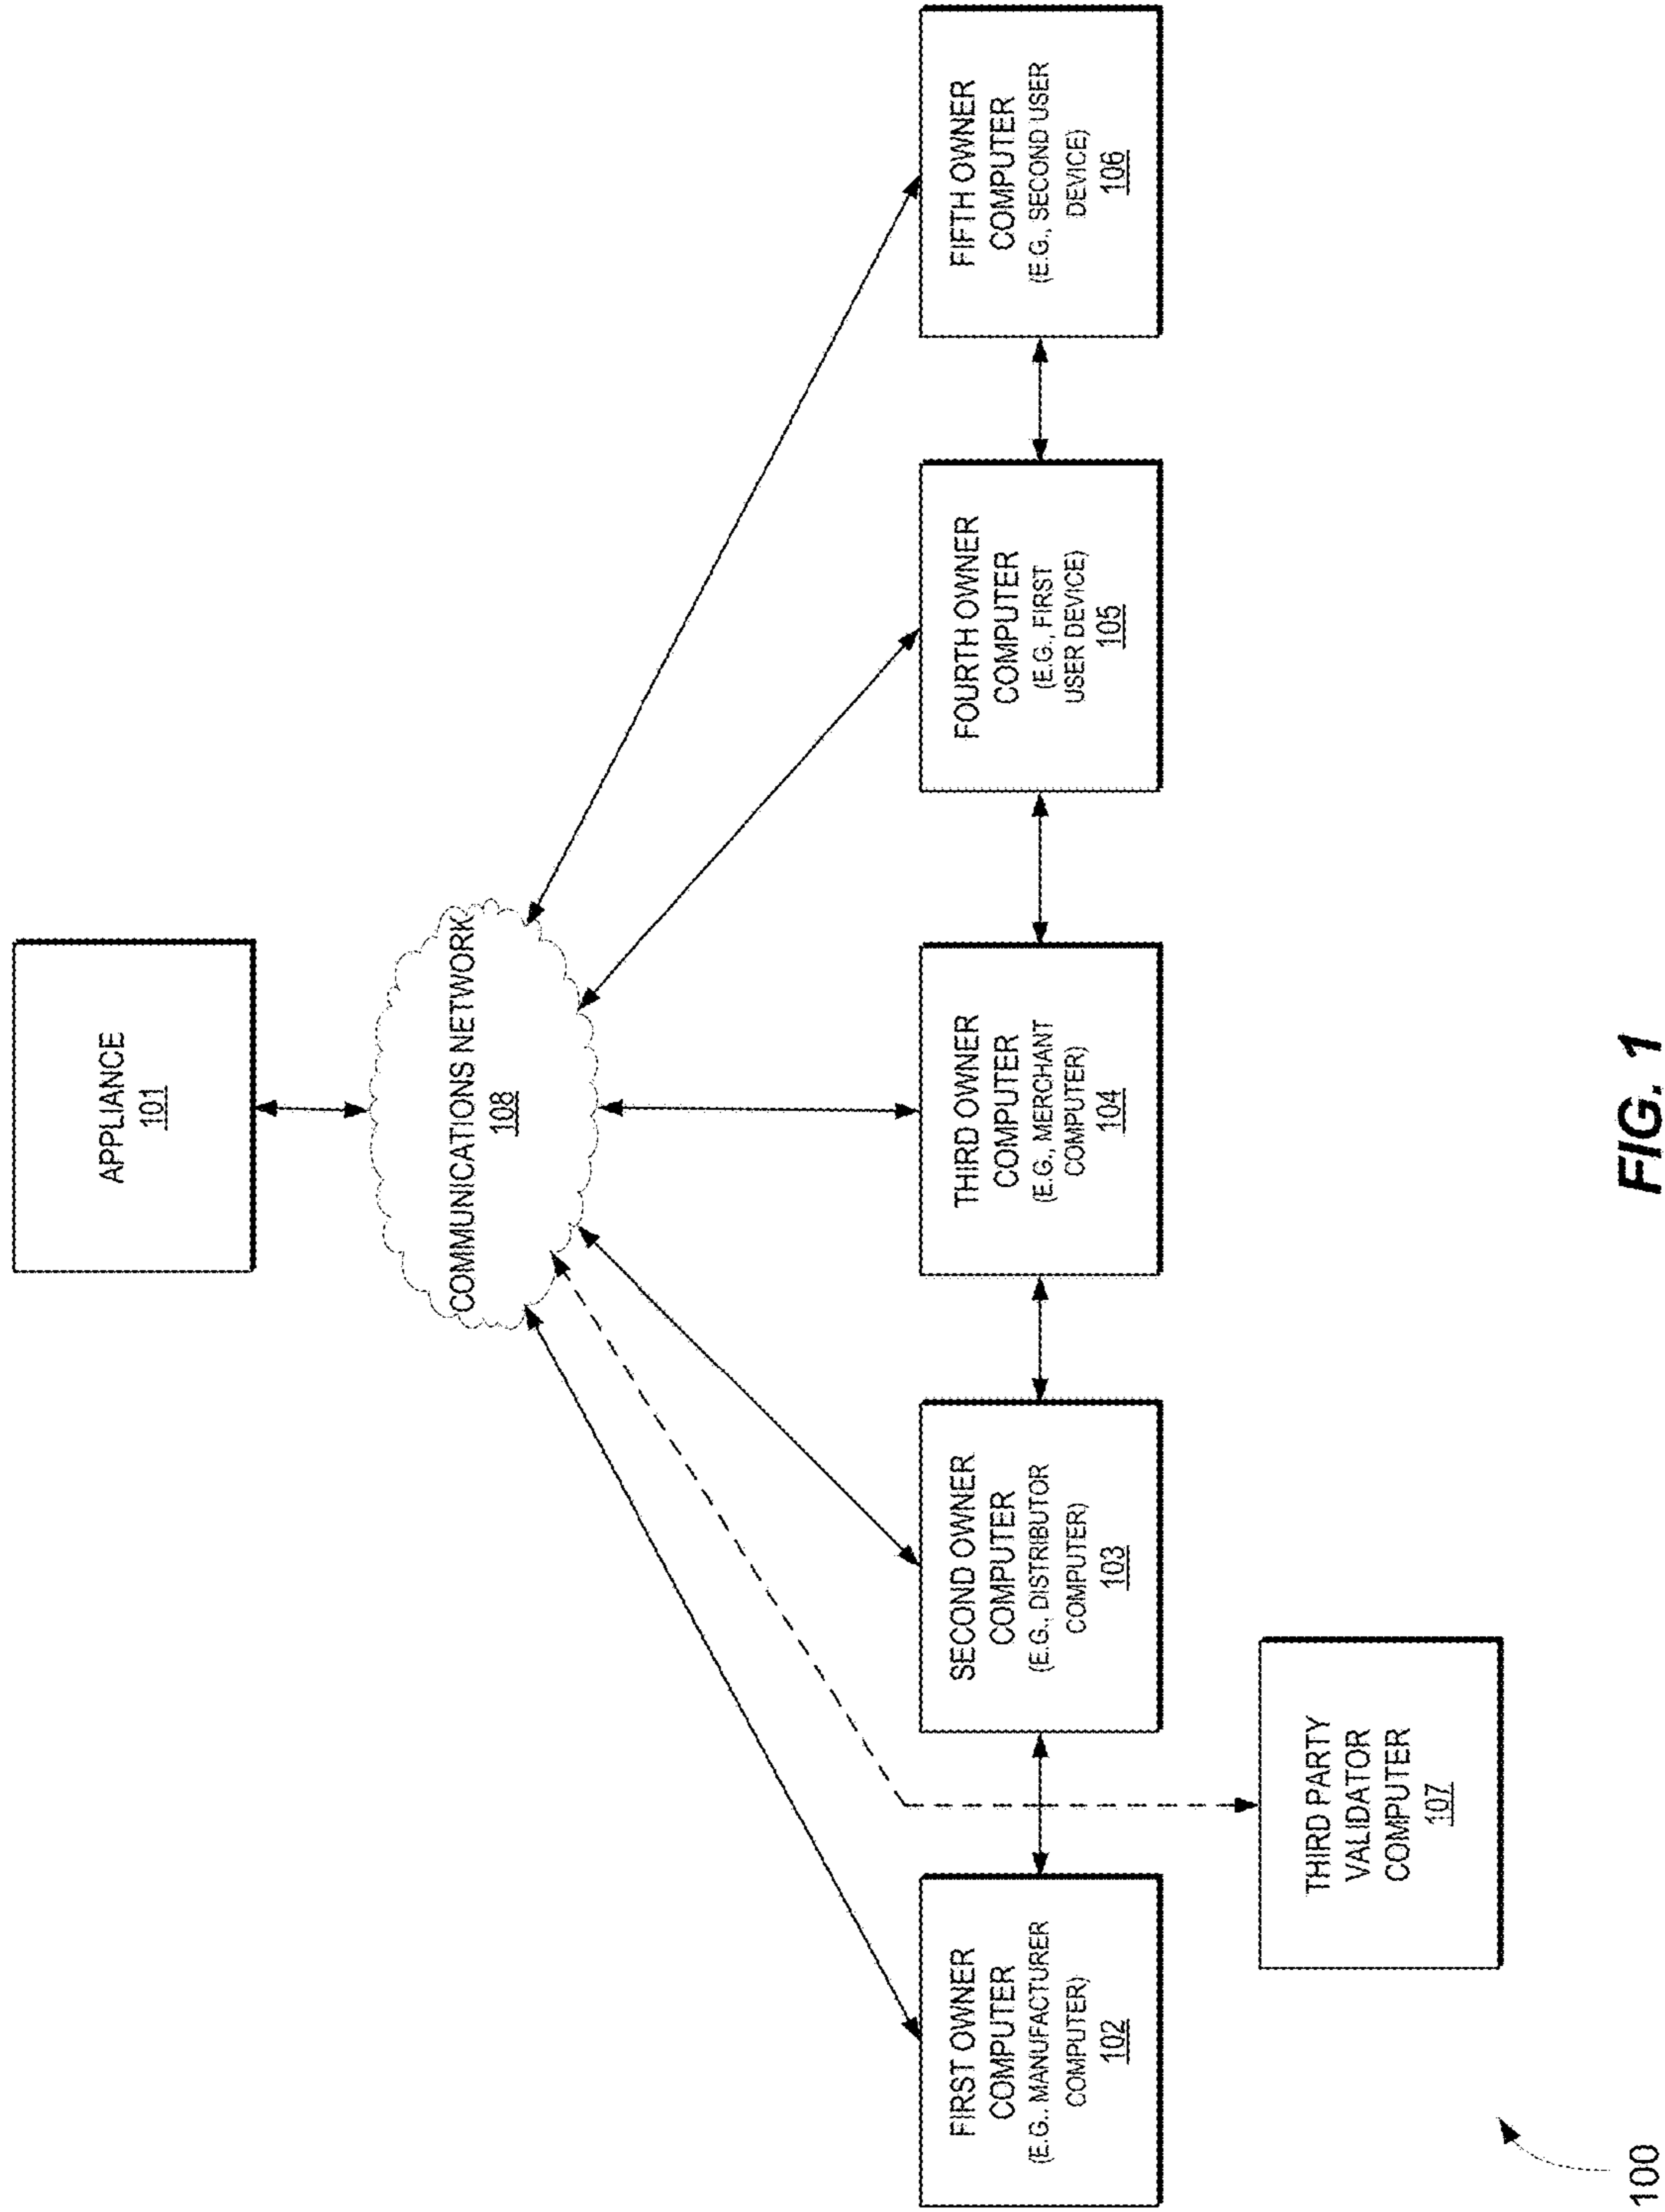 APPLIANCE
101
COMMUNICATIONS NETWORK
108
FIRST OWNER
COMPUTER
(E.G., MANUFACTURER
COMPUTER)
102
SECOND OWNER
COMPUTER
(E.G., DISTRIBUTOR
COMPUTER)
103
THIRD OWNER
COMPUTER
(E.G., MERCHANT
COMPUTER)
104
FOURTH OWNER
COMPUTER
(E.G., FIRST
USER DEVICE)
105
FIFTH OWNER
COMPUTER
(E.G., SECOND USER
DEVICE)
106
THIRD PARTY
VALIDATOR
COMPUTER
107
100
FIG. 1